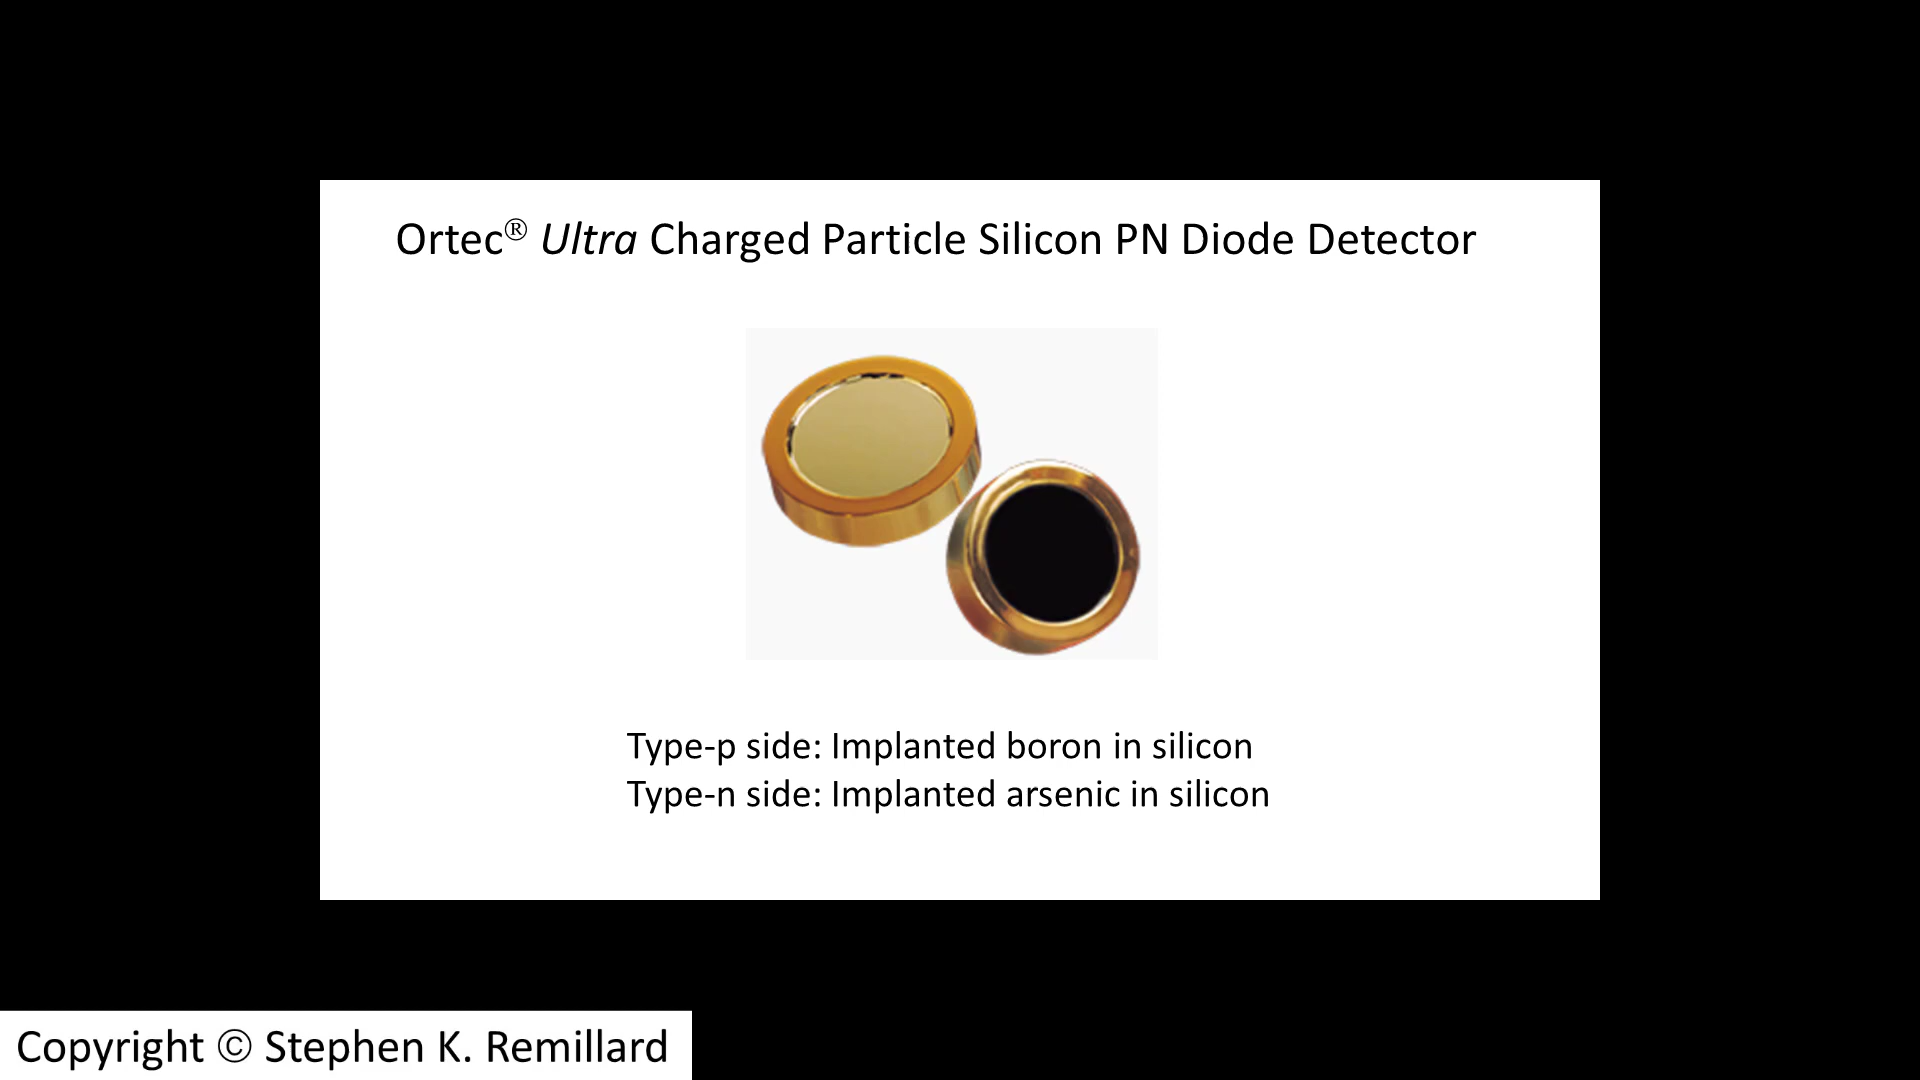 Ortec® Ultra Charged Particle Silicon PN Diode Detector
Type-p side: Implanted boron in silicon
Type-n side: Implanted arsenic in silicon
Copyright © Stephen K. Remillard